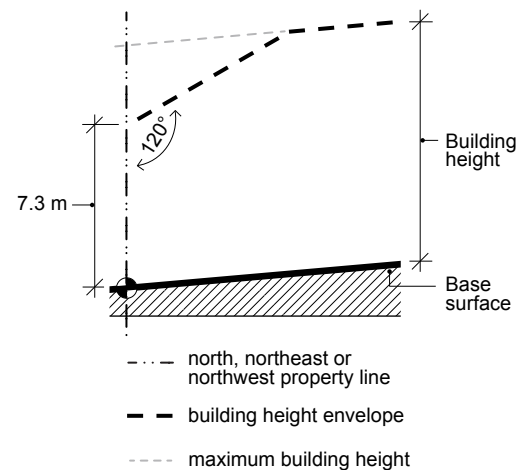 120°
Building
height
7.3 m
Base
surface
north, northeast or
northwest property line
building height envelope
maximum building height